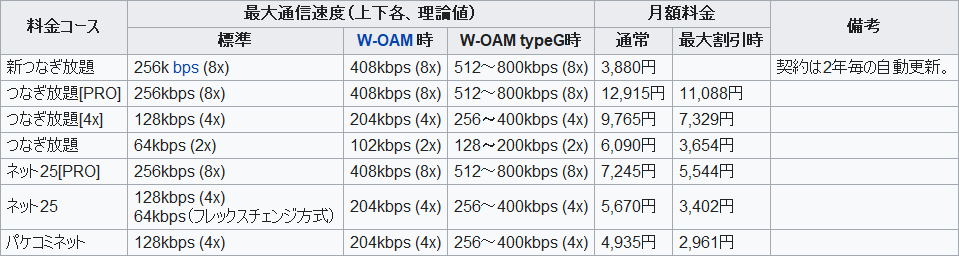 料金コース 最大通信速度（上下各、理論値） 月額料金 備考
標準 W-OAM 時 W-OAM typeG時 通常 最大割引時
新つなぎ放題 256k bps (8x) 408kbps (8x) 512～800kbps (8x) 3,880円 契約は2年毎の自動更新。
つなぎ放題[PRO] 256kbps (8x) 408kbps (8x) 512～800kbps (8x) 12,915円 11,088円
つなぎ放題[4x] 128kbps (4x) 204kbps (4x) 256～400kbps (4x) 9,765円 7,329円
つなぎ放題 64kbps (2x) 102kbps (2x) 128～200kbps (2x) 6,090円 3,654円
ネット25[PRO] 256kbps (8x) 408kbps (8x) 512～800kbps (8x) 7,245円 5,544円
ネット25 128kbps (4x) 204kbps (4x) 256～400kbps (4x) 5,670円 3,402円
64kbps（フレックスチェンジ方式）
パケコミネット 128kbps (4x) 204kbps (4x) 256～400kbps (4x) 4,935円 2,961円